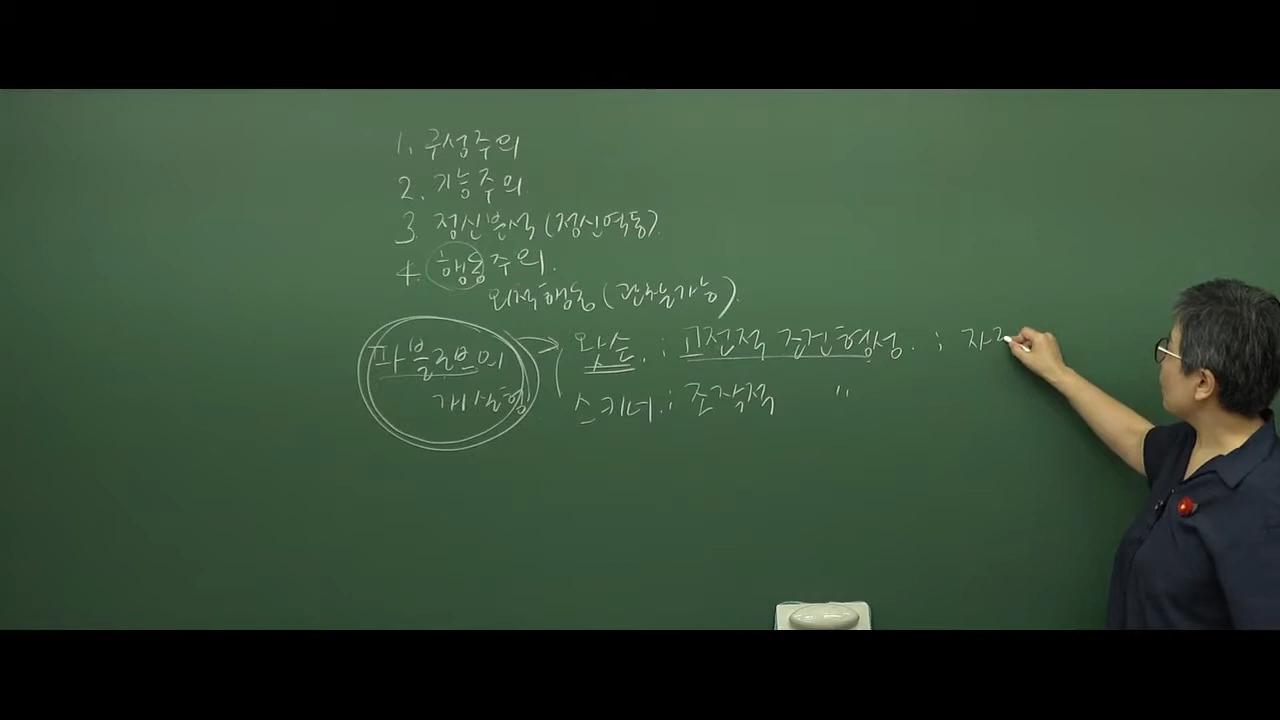 1. 구성주의
2. 기능주의
3. 정신분석 (정신역동).
4. 행동주의.
외적행동 (관찰가능).
파블로브의 개실험
왓슨. ; 고전적 조건형성. ; 자
스키너. ; 조작적 "